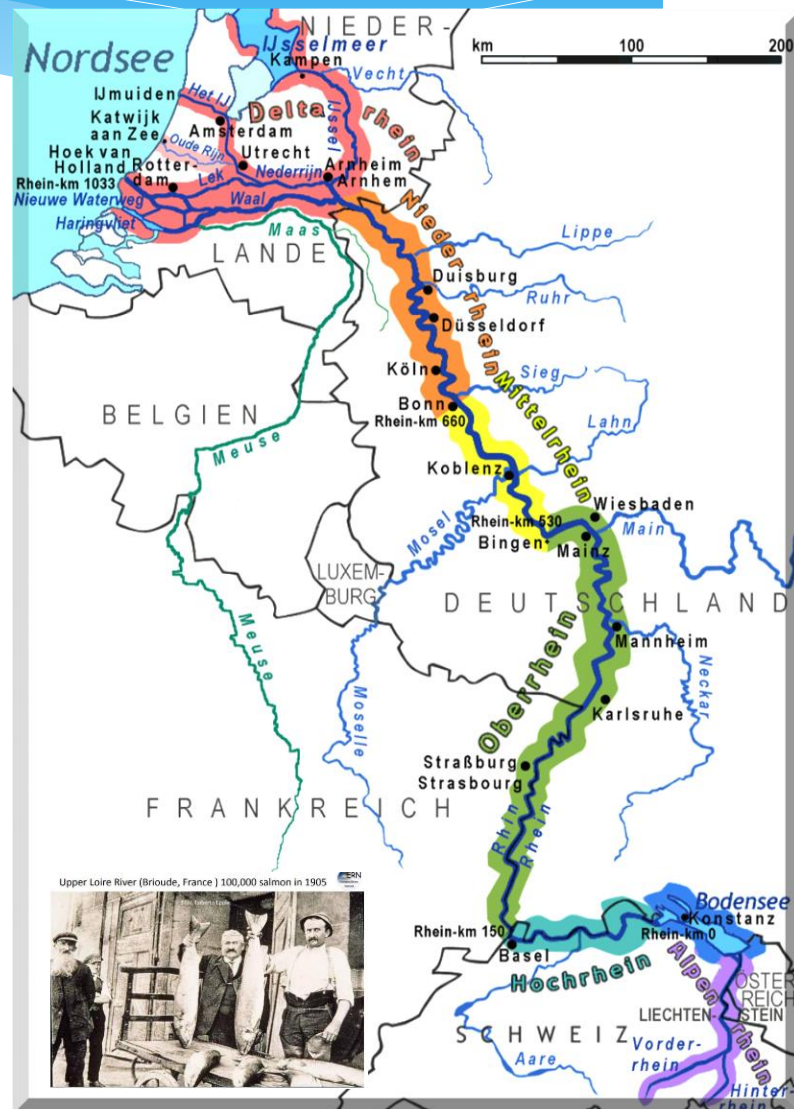 NIEDER-
km 100 200
Nordsee
IJsselmeer
Kampen
Vecht
IJmuiden
Het IJ
Deltarhein
IJssel
Katwijk
aan Zee
Amsterdam
Oude Rijn
Utrecht
Hoek van
Holland
Rotter-
dam
Nederrijn
Arnheim
Arnhem
Rhein-km 1033
Lek
Nieuwe Waterweg
Waal
Haringvliet
Maas
LANDE
Niederrhein
Lippe
Duisburg
Ruhr
Düsseldorf
Köln
Sieg
Mittelrhein
Bonn
Rhein-km 660
BELGIEN
Lahn
Meuse
Koblenz
Wiesbaden
Rhein-km 530
Main
Mosel
Bingen
Mainz
LUXEM-
BURG
DEUTSCHLAND
Meuse
Mannheim
Neckar
Moselle
Oberrhein
Karlsruhe
Straßburg
Strasbourg
FRANKREICH
Rhin
Rhein
Upper Loire River (Brioude, France ) 100,000 salmon in 1905
ERN
Bodensee
Konstanz
Rhein-km 150
Rhein-km 0
Basel
Hochrhein
Alpenrhein
ÖSTER
REICH
LIECHTEN-
STEIN
SCHWEIZ
Vorder-
rhein
Aare
Hinter-
rhein